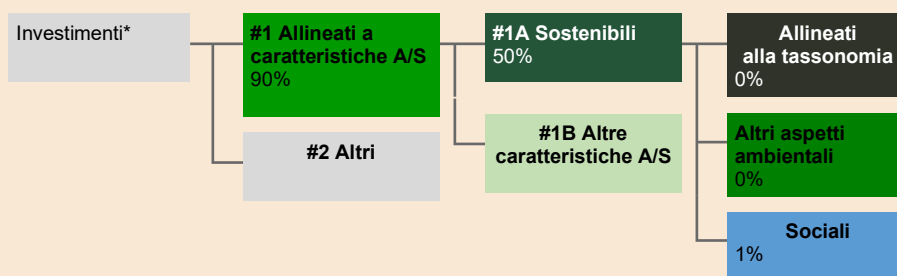 Investimenti*
#1 Allineati a
caratteristiche A/S
90%
#2 Altri
#1A Sostenibili
50%
#1B Altre
caratteristiche A/S
Allineati
alla tassonomia
0%
Altri aspetti
ambientali
0%
Sociali
1%